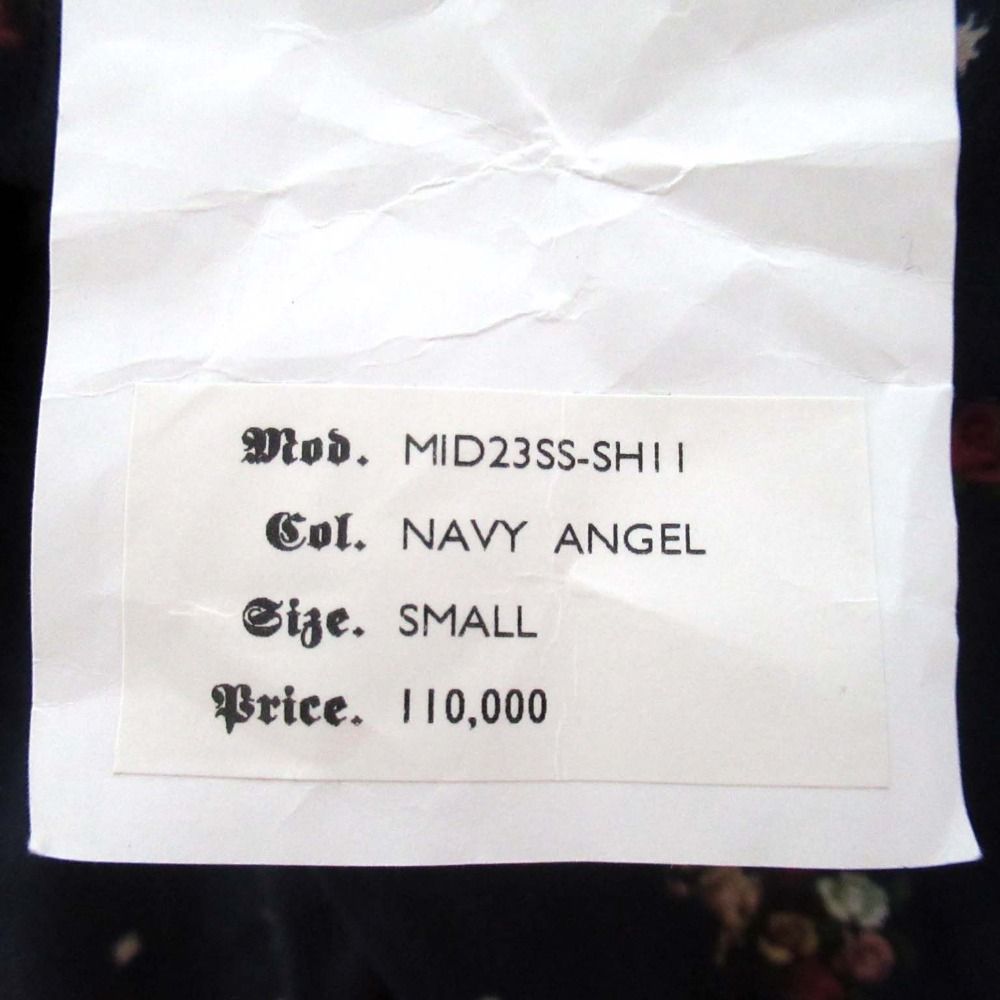 Mod. MID23SS-SH11
Col. NAVY ANGEL
Size. SMALL
Price. 110,000